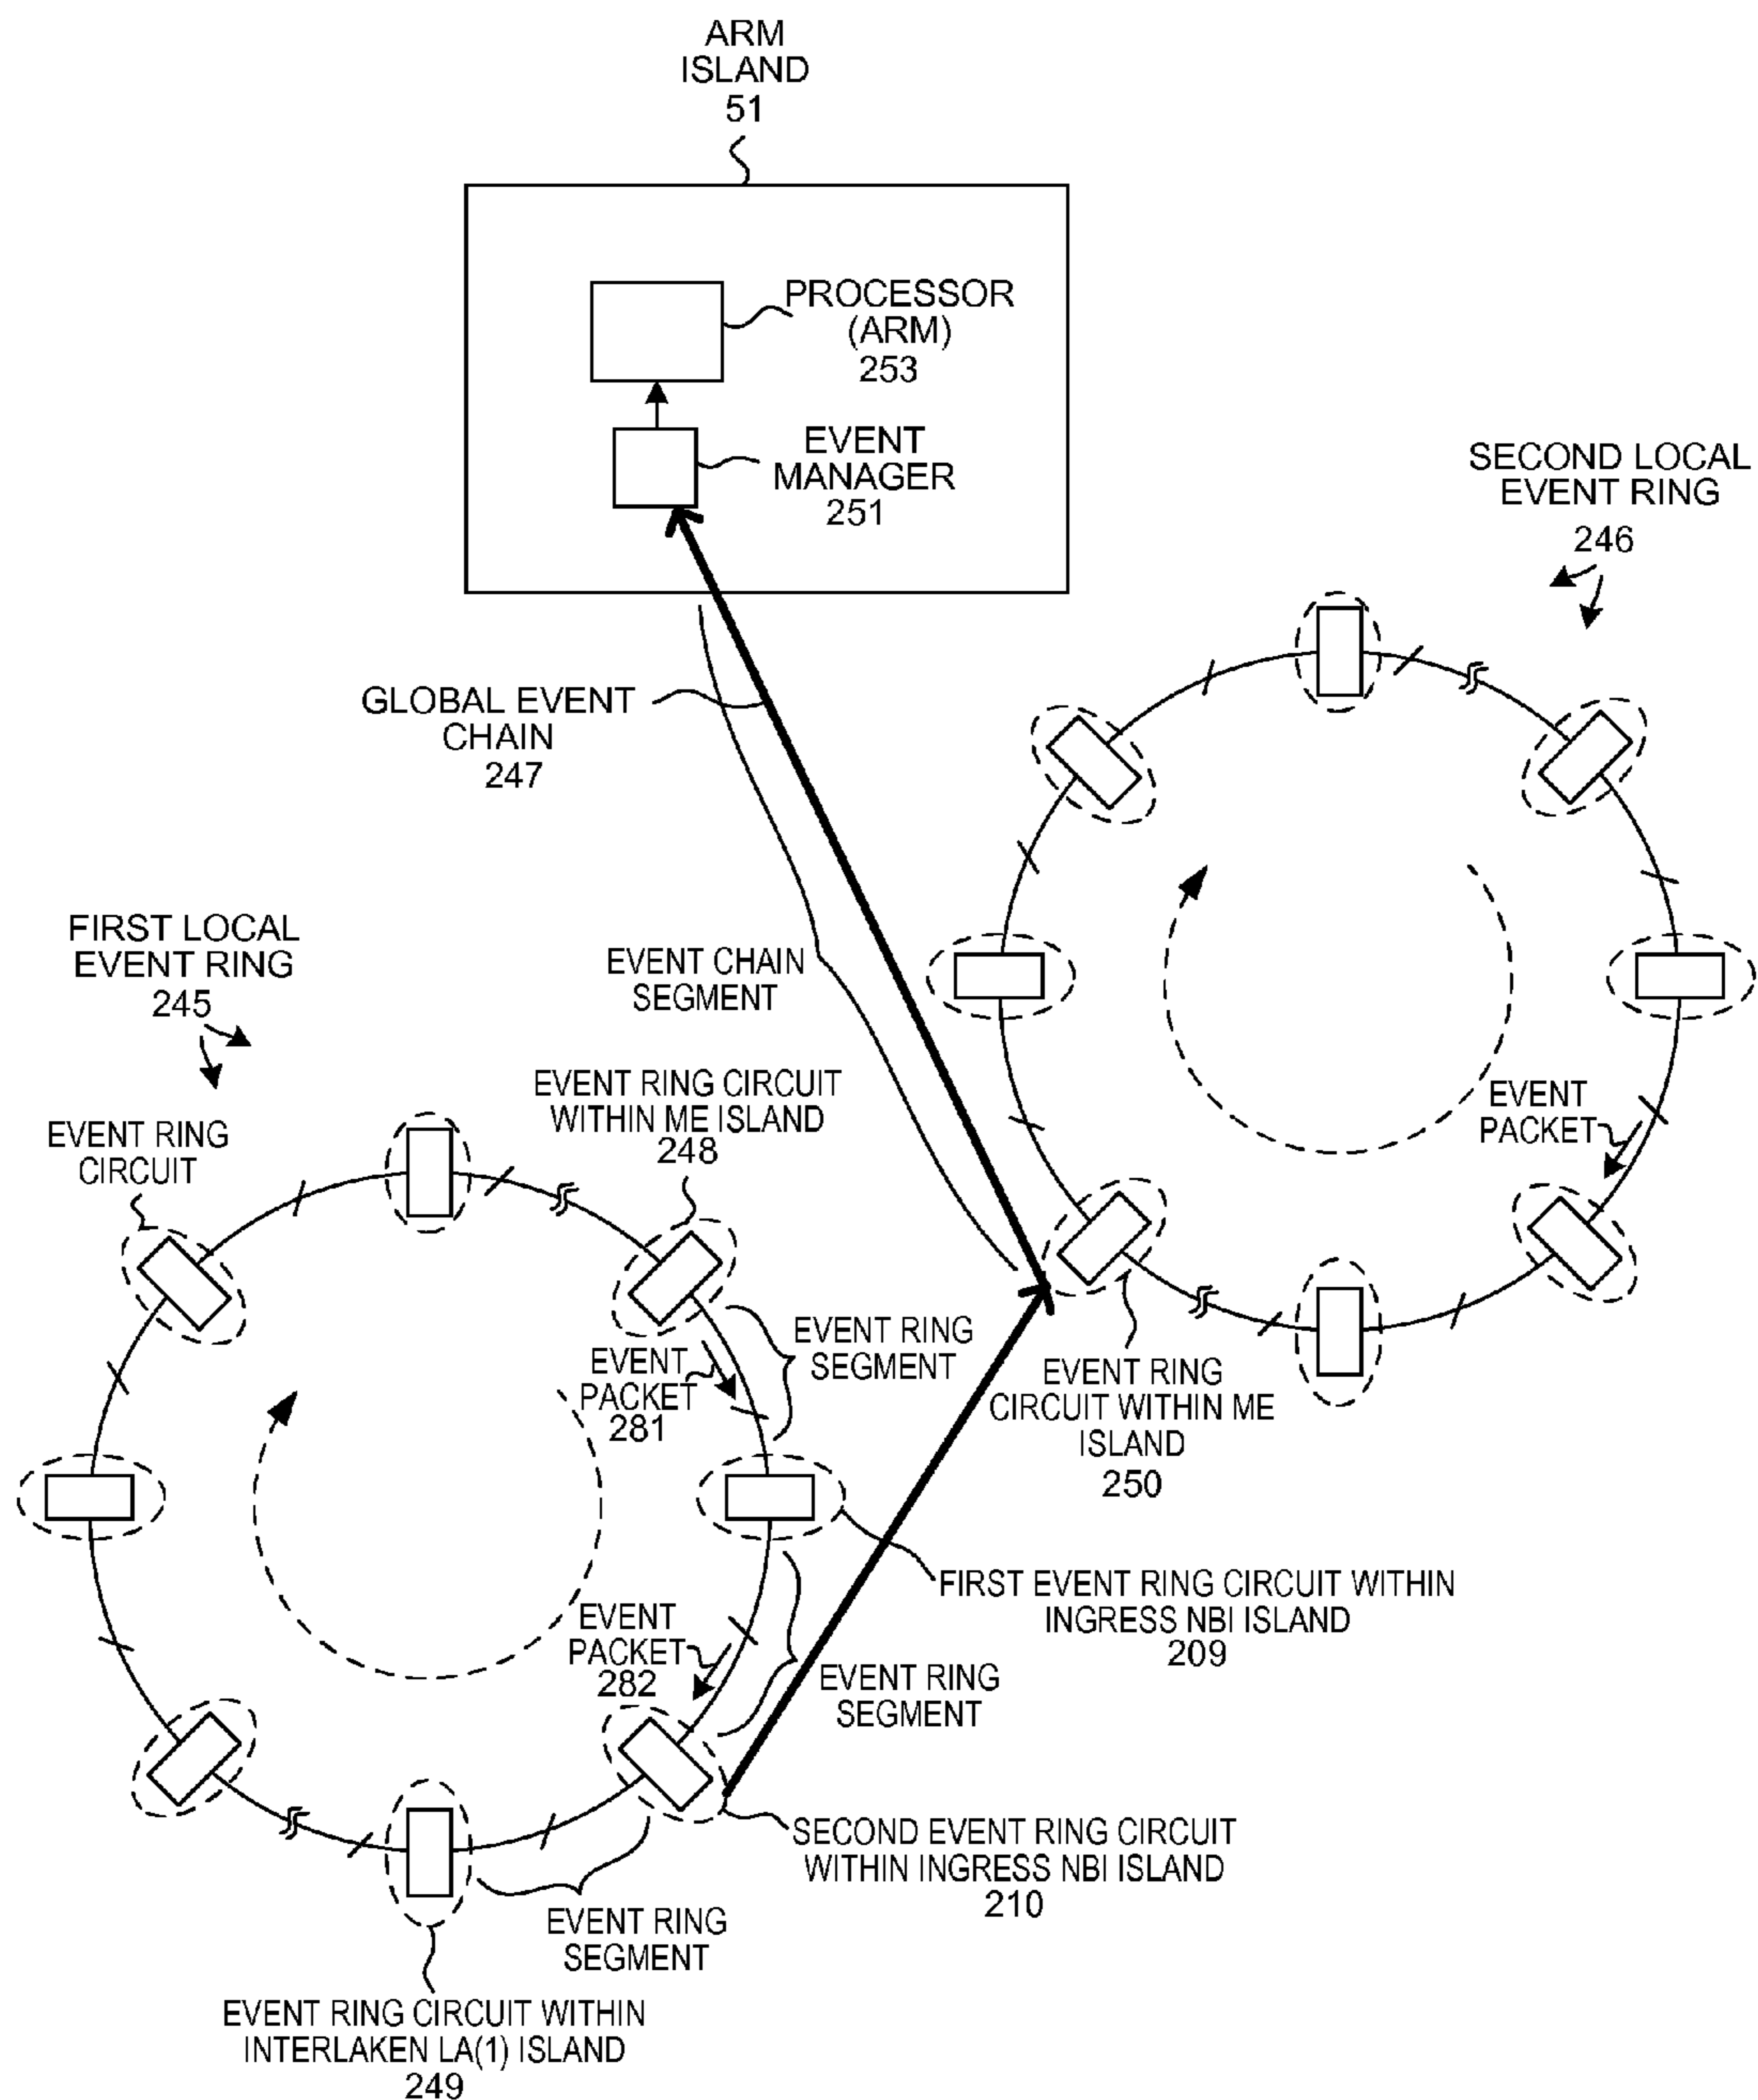 ARM
ISLAND
51
PROCESSOR
(ARM)
253
EVENT
MANAGER
251
SECOND LOCAL
EVENT RING
246
GLOBAL EVENT
CHAIN
247
FIRST LOCAL
EVENT RING
245
EVENT CHAIN
SEGMENT
EVENT RING CIRCUIT
WITHIN ME ISLAND
248
EVENT
PACKET
EVENT RING
CIRCUIT
EVENT RING
SEGMENT
EVENT
PACKET
281
EVENT RING
CIRCUIT WITHIN ME
ISLAND
250
FIRST EVENT RING CIRCUIT WITHIN
INGRESS NBI ISLAND
209
EVENT
PACKET
282
EVENT RING
SEGMENT
SECOND EVENT RING CIRCUIT
WITHIN INGRESS NBI ISLAND
210
EVENT RING
SEGMENT
EVENT RING CIRCUIT WITHIN
INTERLAKEN LA(1) ISLAND
249